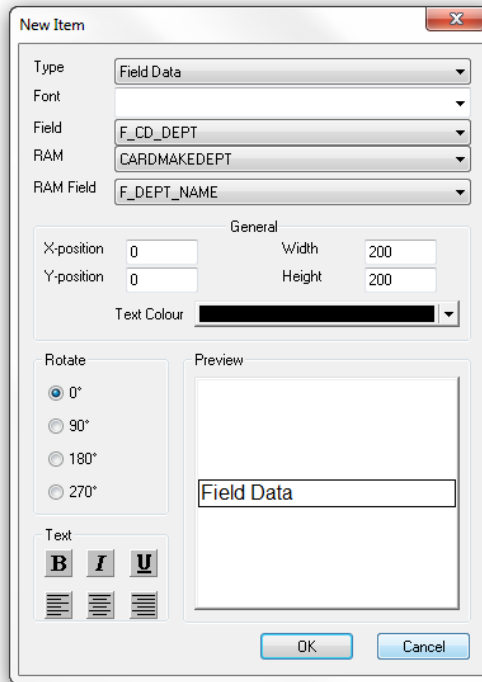 New Item
Type Field Data
Font
Field F_CD_DEPT
RAM CARDMAKEDEPT
RAM Field F_DEPT_NAME
General
X-position 0 Width 200
Y-position 0 Height 200
Text Colour
Rotate Preview
0°
90°
180°
270°
Field Data
Text
B I U
OK Cancel